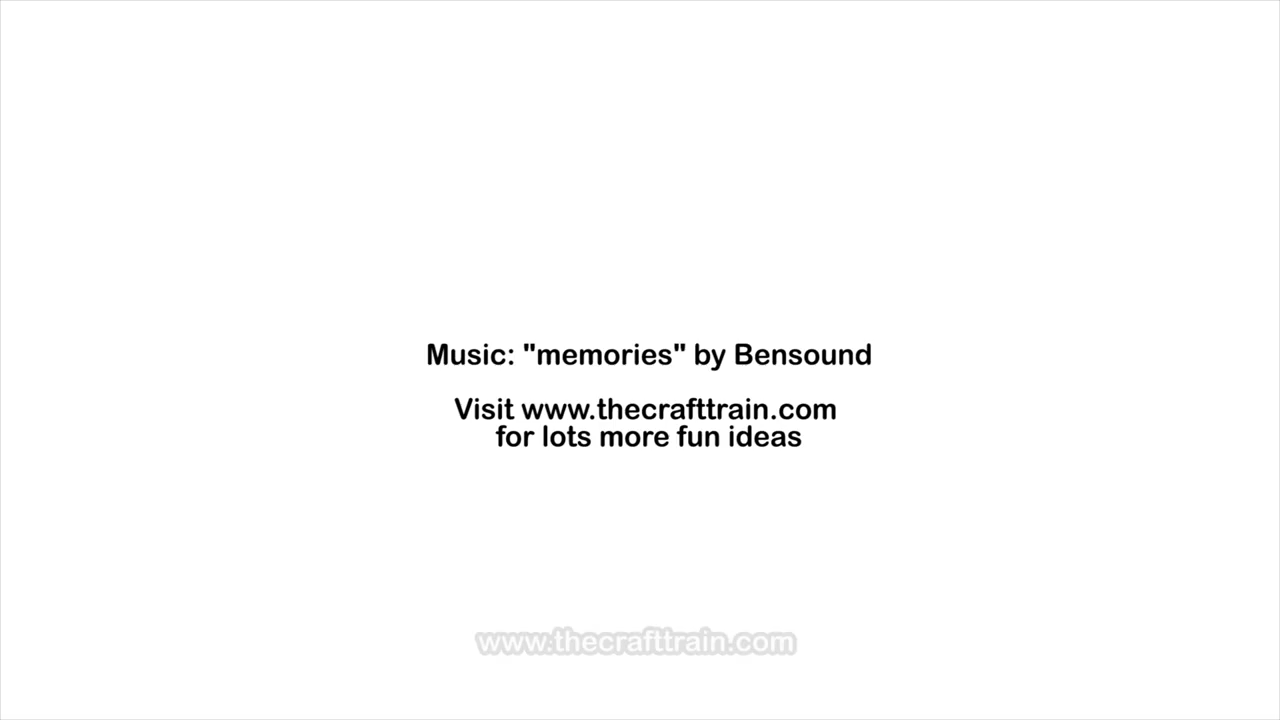 Music: "memories" by Bensound
Visit www.thecrafttrain.com
for lots more fun ideas
www.thecrafttrain.com